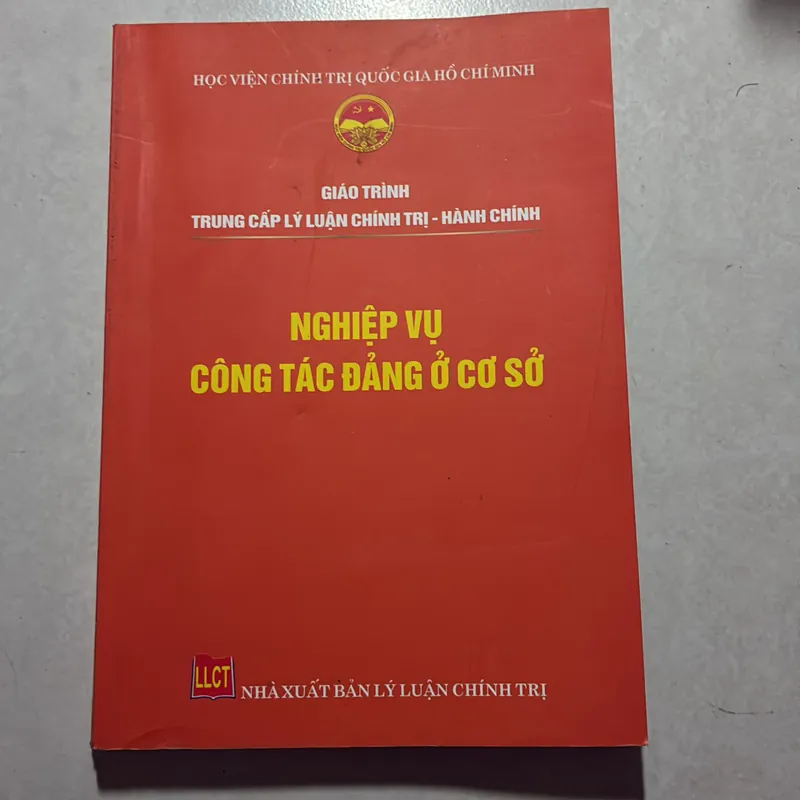 HỌC VIỆN CHÍNH TRỊ QUỐC GIA HỒ CHÍ MINH
GIÁO TRÌNH
TRUNG CẤP LÝ LUẬN CHÍNH TRỊ - HÀNH CHÍNH
NGHIỆP VỤ
CÔNG TÁC ĐẢNG Ở CƠ SỞ
LLCT
NHÀ XUẤT BẢN LÝ LUẬN CHÍNH TRỊ